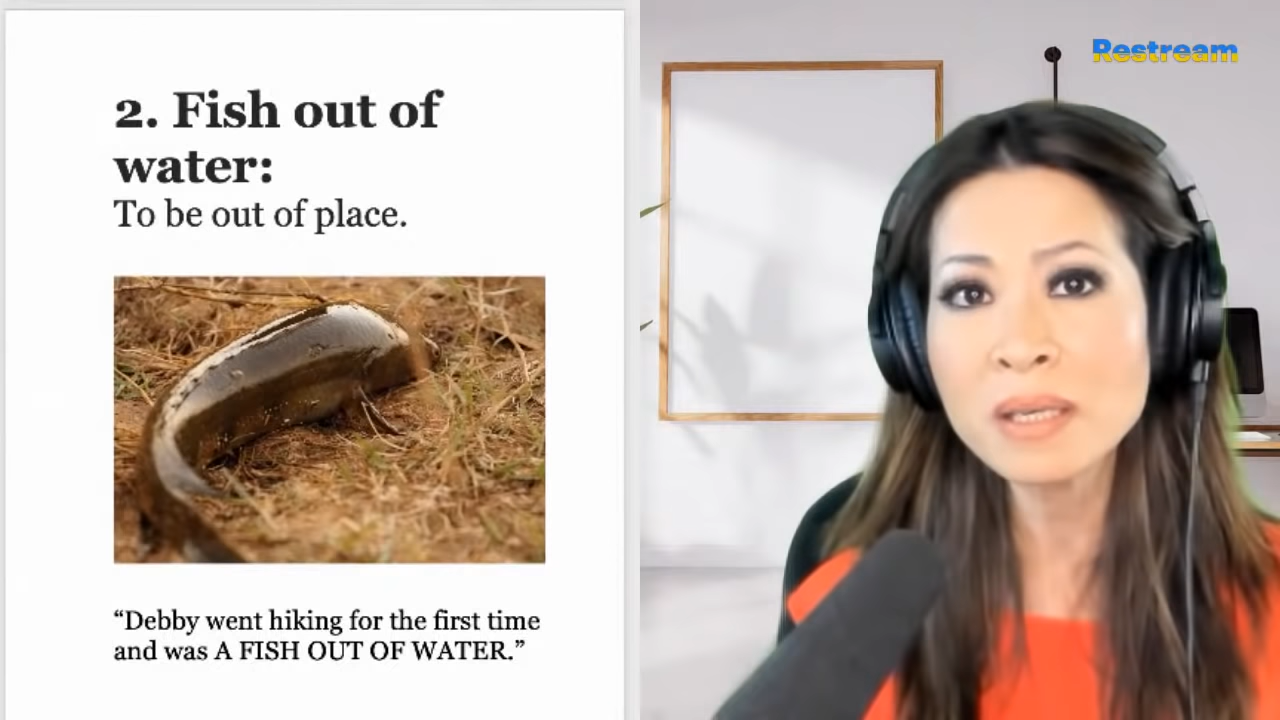 2. Fish out of
water:
To be out of place.
“Debby went hiking for the first time
and was A FISH OUT OF WATER.”
Restream